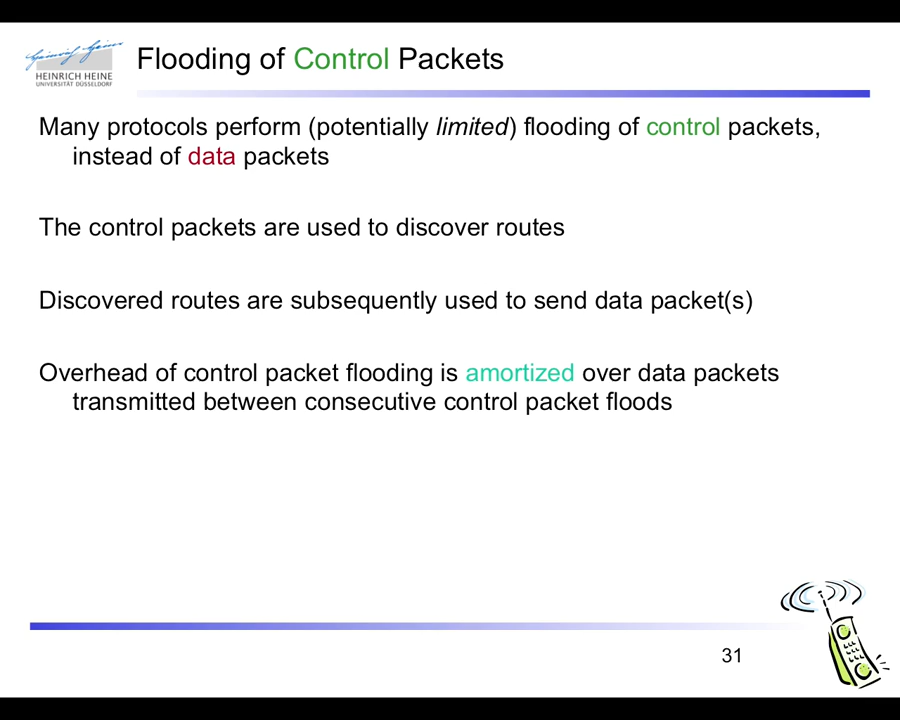 Heinrich Heine
HEINRICH HEINE
UNIVERSITÄT DÜSSELDORF
Flooding of Control Packets
Many protocols perform (potentially limited) flooding of control packets,
instead of data packets
The control packets are used to discover routes
Discovered routes are subsequently used to send data packet(s)
Overhead of control packet flooding is amortized over data packets
transmitted between consecutive control packet floods
31